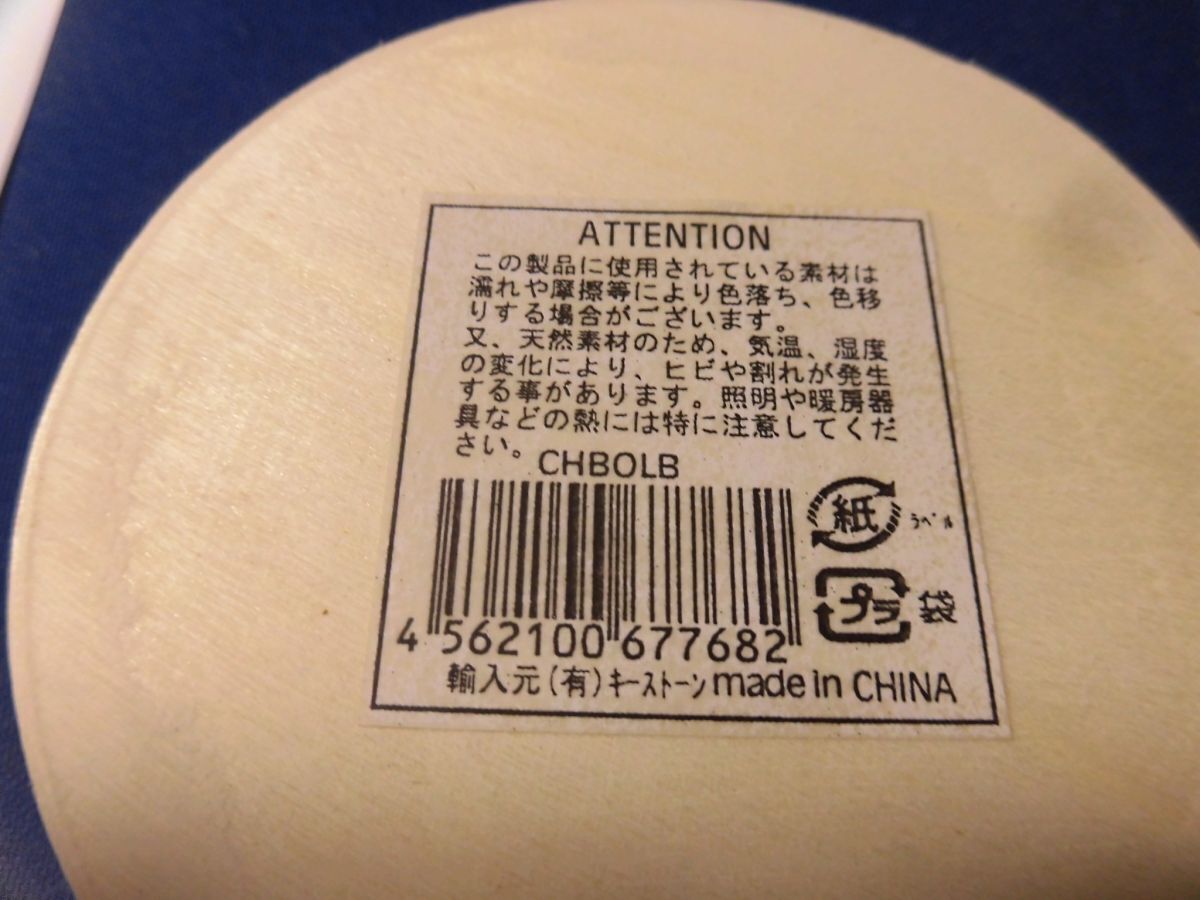 ATTENTION
この製品に使用されている素材は
濡れや摩擦等により色落ち、色移
りする場合がございます。
又、天然素材のため、気温、湿度
の変化により、ヒビや割れが発生
する事があります。照明や暖房器
具などの熱には特に注意してくだ
さい。
CHBOLB
紙 ラベル
プラ 袋
4 562100 677682
輸入元(有)キーストーン made in CHINA